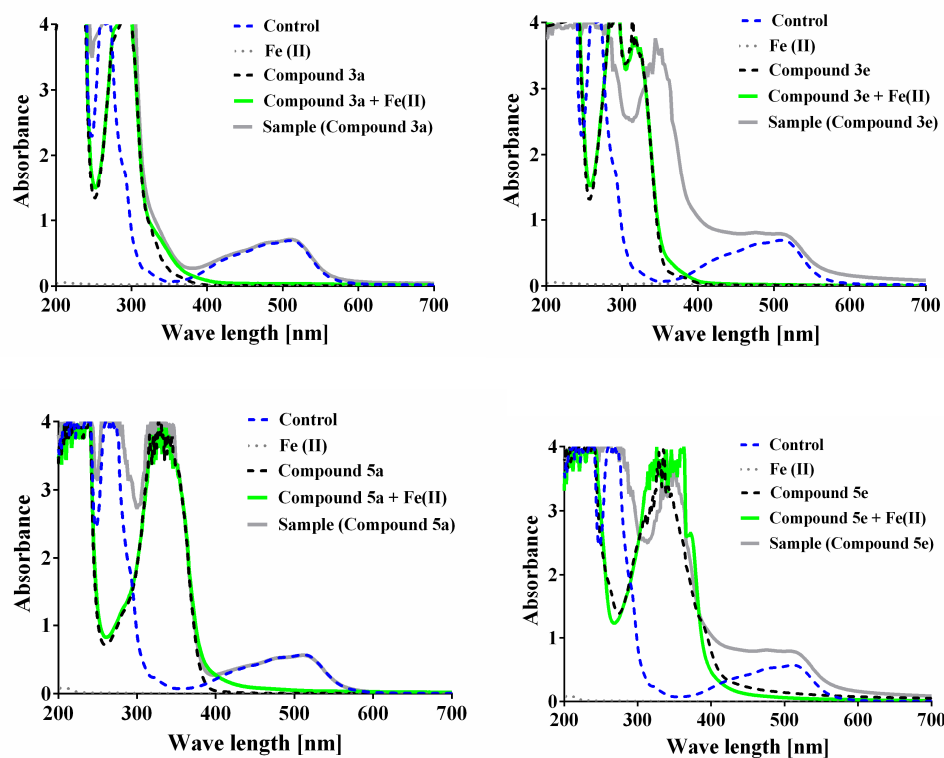 4
3
2
1
0
200 300 400 500 600 700
Absorbance
Wave length [nm]
Control
Fe (II)
Compound 3a
Compound 3a + Fe(II)
Sample (Compound 3a)
4
3
2
1
0
200 300 400 500 600 700
Absorbance
Wave length [nm]
Control
Fe (II)
Compound 3e
Compound 3e + Fe(II)
Sample (Compound 3e)
4
3
2
1
0
200 300 400 500 600 700
Absorbance
Wave length [nm]
Control
Fe (II)
Compound 5a
Compound 5a + Fe(II)
Sample (Compound 5a)
4
3
2
1
0
200 300 400 500 600 700
Absorbance
Wave length [nm]
Control
Fe (II)
Compound 5e
Compound 5e + Fe(II)
Sample (Compound 5e)